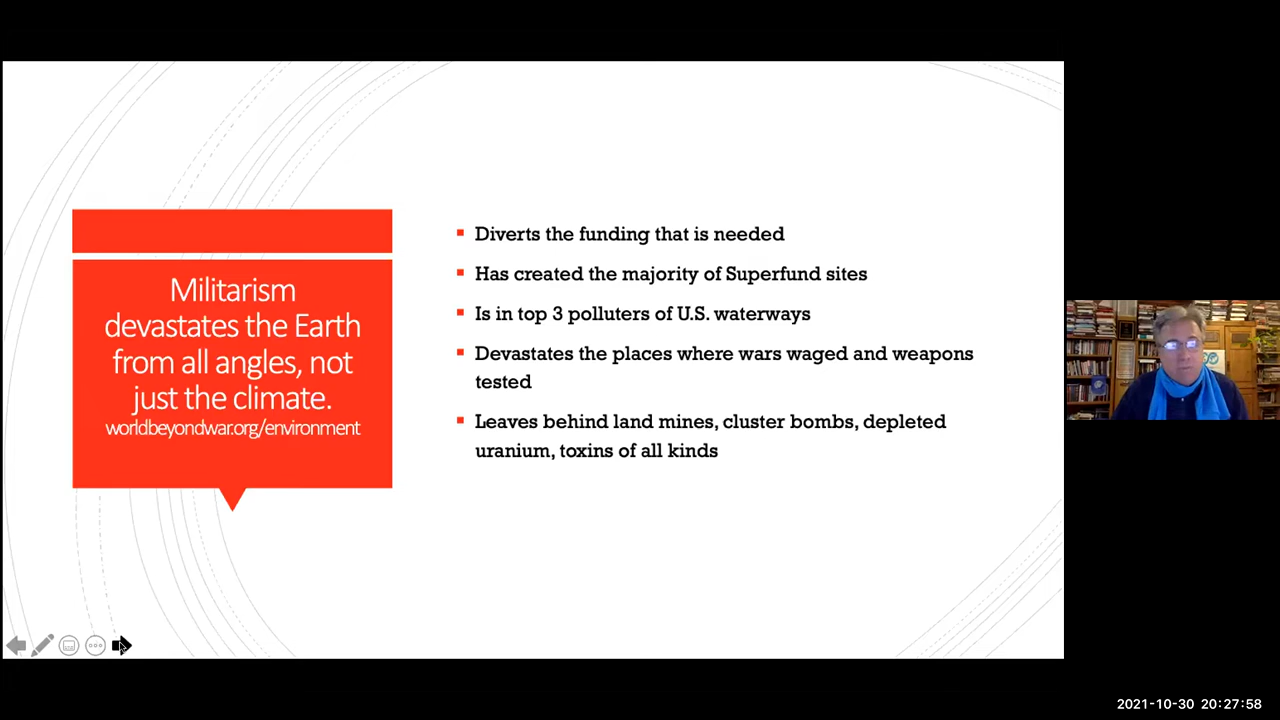 Militarism
devastates the Earth
from all angles, not
just the climate.
worldbeyondwar.org/environment
Diverts the funding that is needed
Has created the majority of Superfund sites
Is in top 3 polluters of U.S. waterways
Devastates the places where wars waged and weapons
tested
Leaves behind land mines, cluster bombs, depleted
uranium, toxins of all kinds
2021-10-30 20:27:58